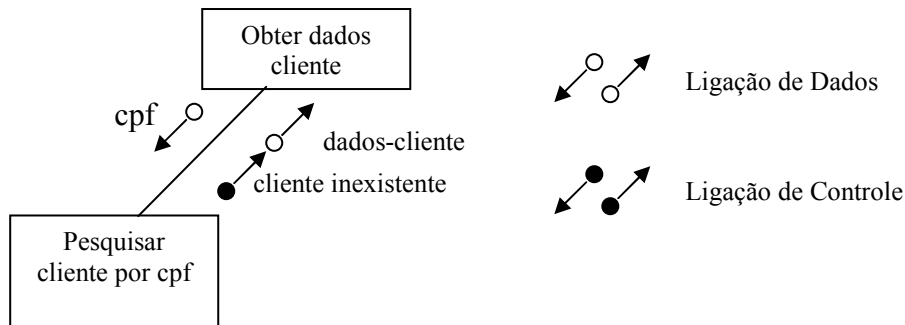 Obter dados
cliente
cpf
dados-cliente
cliente inexistente
Pesquisar
cliente por cpf
Ligação de Dados
Ligação de Controle